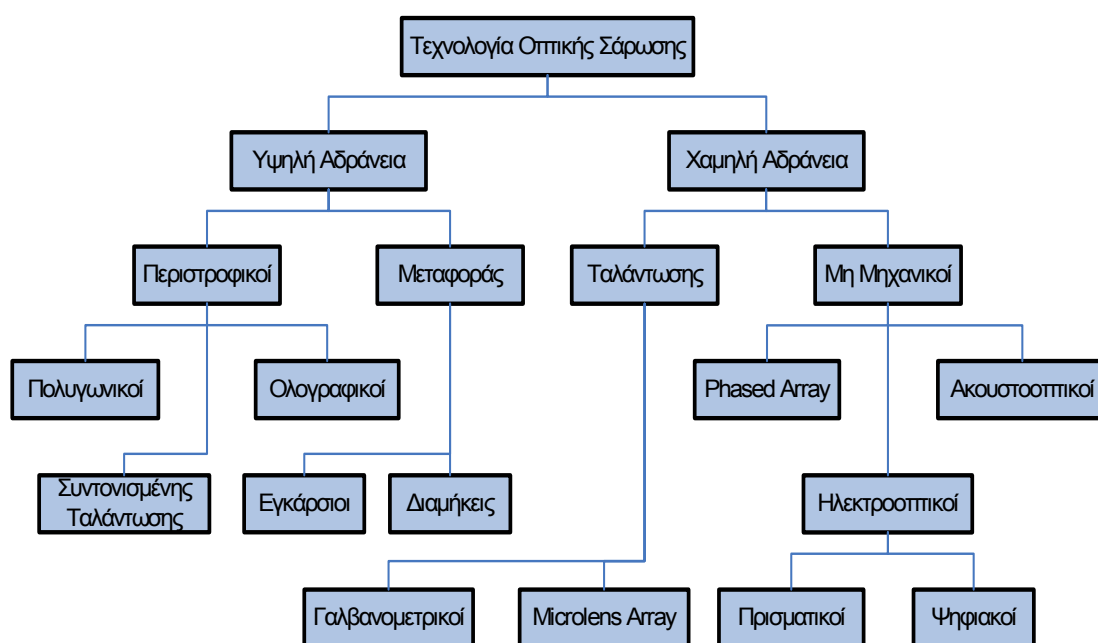 Τεχνολογία Οπτικής Σάρωσης
Υψηλή Αδράνεια
Χαμηλή Αδράνεια
Περιστροφικοί
Μεταφοράς
Ταλάντωσης
Μη Μηχανικοί
Πολυγωνικοί
Ολογραφικοί
Phased Array
Ακουστοοπτικοί
Συντονισμένης
Ταλάντωσης
Εγκάρσιοι
Διαμήκεις
Ηλεκτροοπτικοί
Γαλβανομετρικοί
Microlens Array
Πρισματικοί
Ψηφιακοί